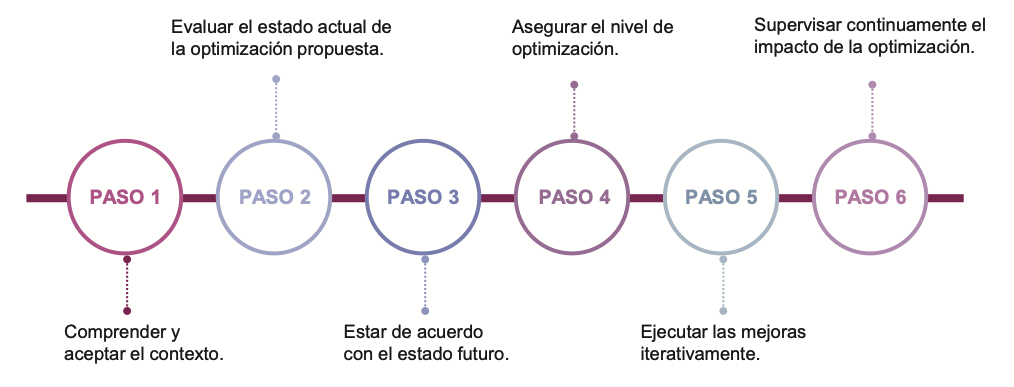 Evaluar el estado actual de
la optimización propuesta.
Asegurar el nivel de
optimización.
Supervisar continuamente el
impacto de la optimización.
PASO 1
PASO 2
PASO 3
PASO 4
PASO 5
PASO 6
Comprender y
aceptar el contexto.
Estar de acuerdo
con el estado futuro.
Ejecutar las mejoras
iterativamente.